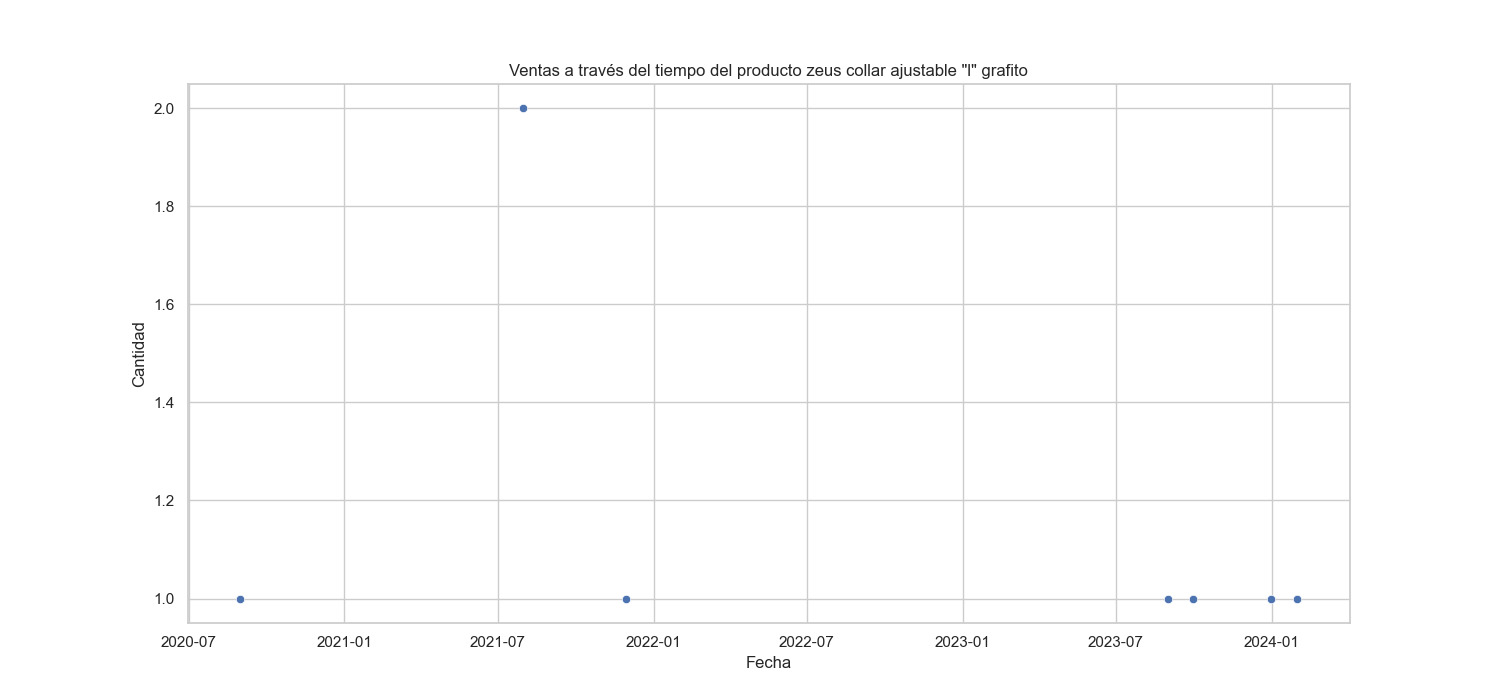 Ventas a través del tiempo del producto zeus collar ajustable "l" grafito
2.0
1.8
1.6
1.4
1.2
1.0
Cantidad
2020-07 2021-01 2021-07 2022-01 2022-07 2023-01 2023-07 2024-01
Fecha